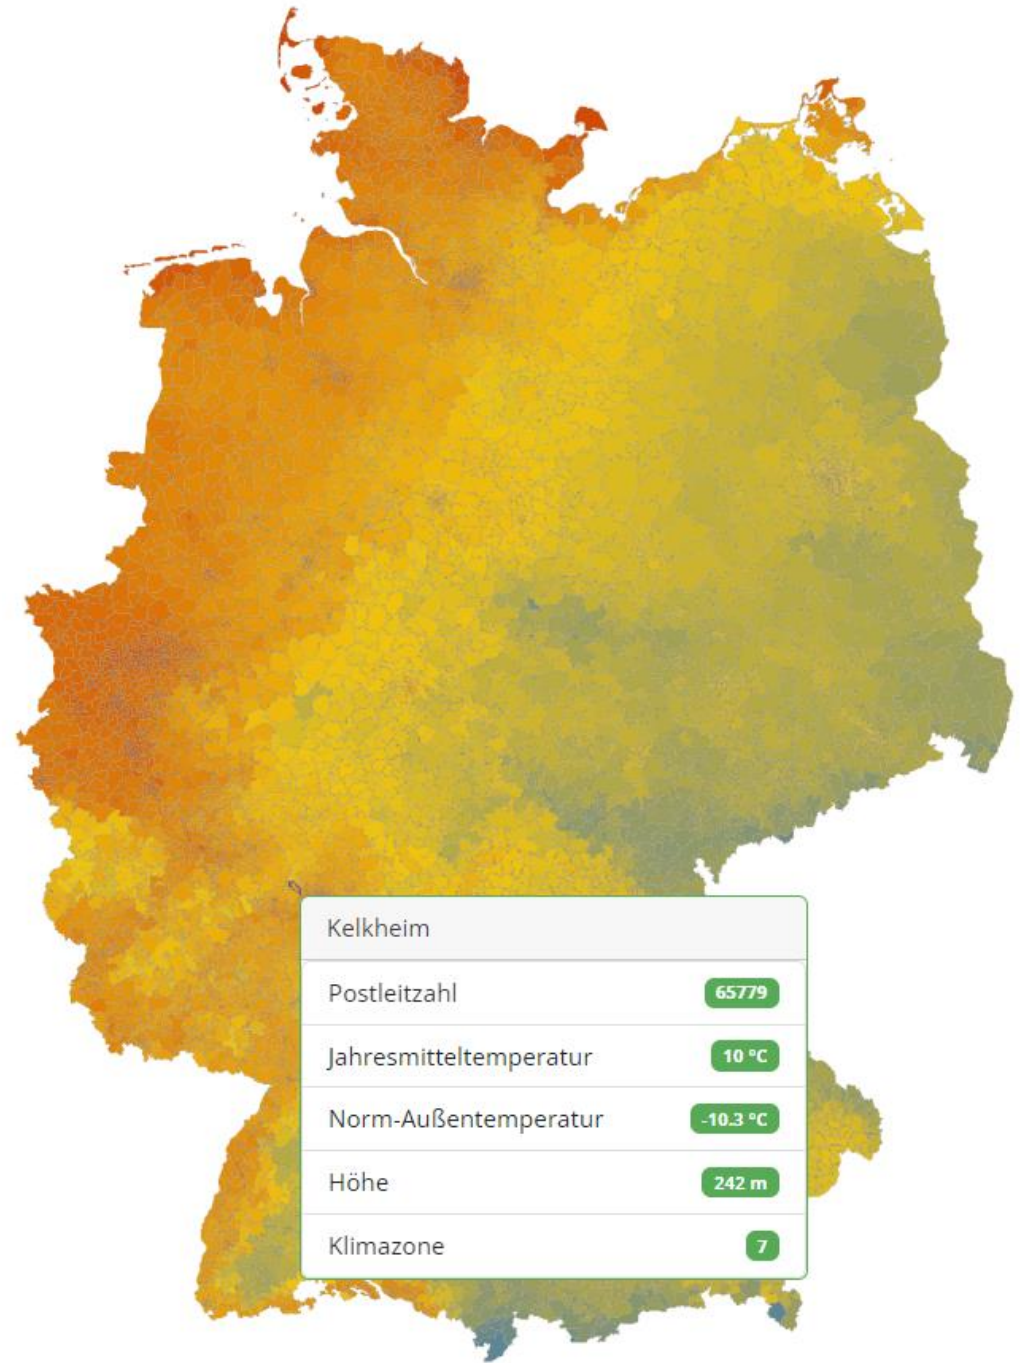 Kelkheim
Postleitzahl 65779
Jahresmitteltemperatur 10 °C
Norm-Außentemperatur -10.3 °C
Höhe 242 m
Klimazone 7